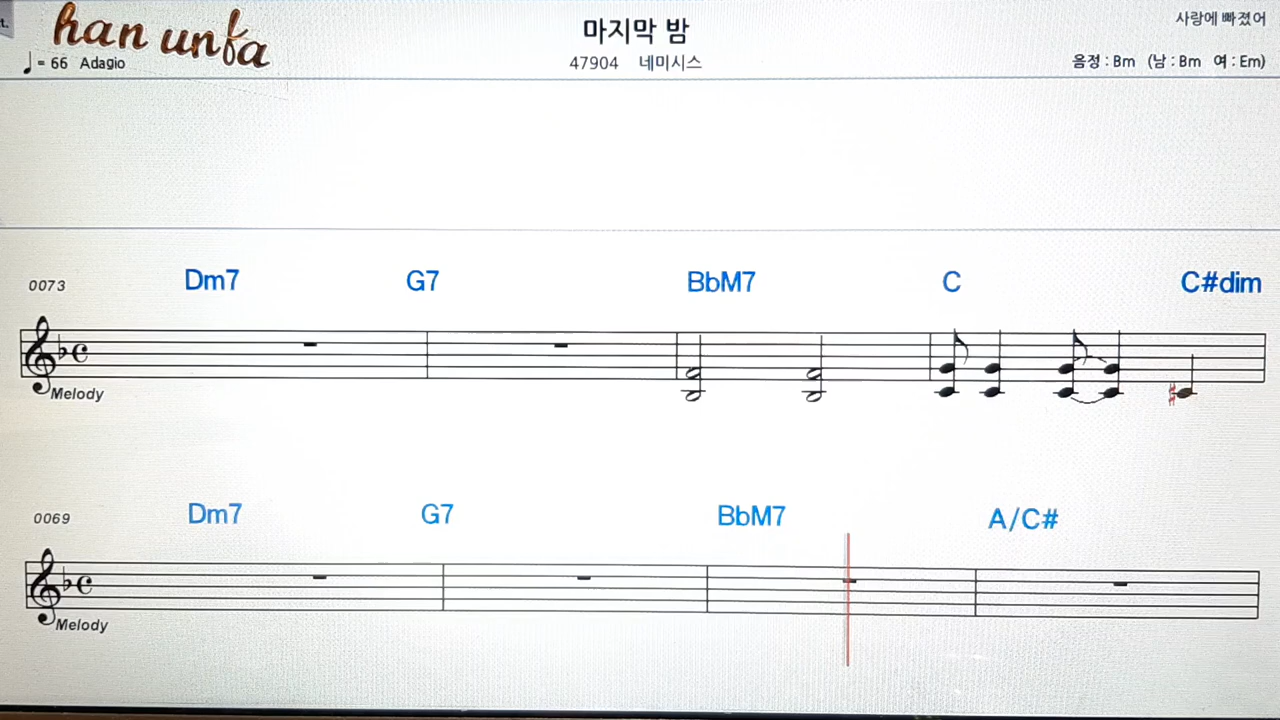 t.
han unfa
마지막 밤
사랑에 빠졌어
♩= 66 Adagio
47904 네미시스
음정 : Bm (남 : Bm 여 : Em)
0073 Dm7 G7 BbM7 C C#dim
Melody
0069 Dm7 G7 BbM7 A/C#
Melody